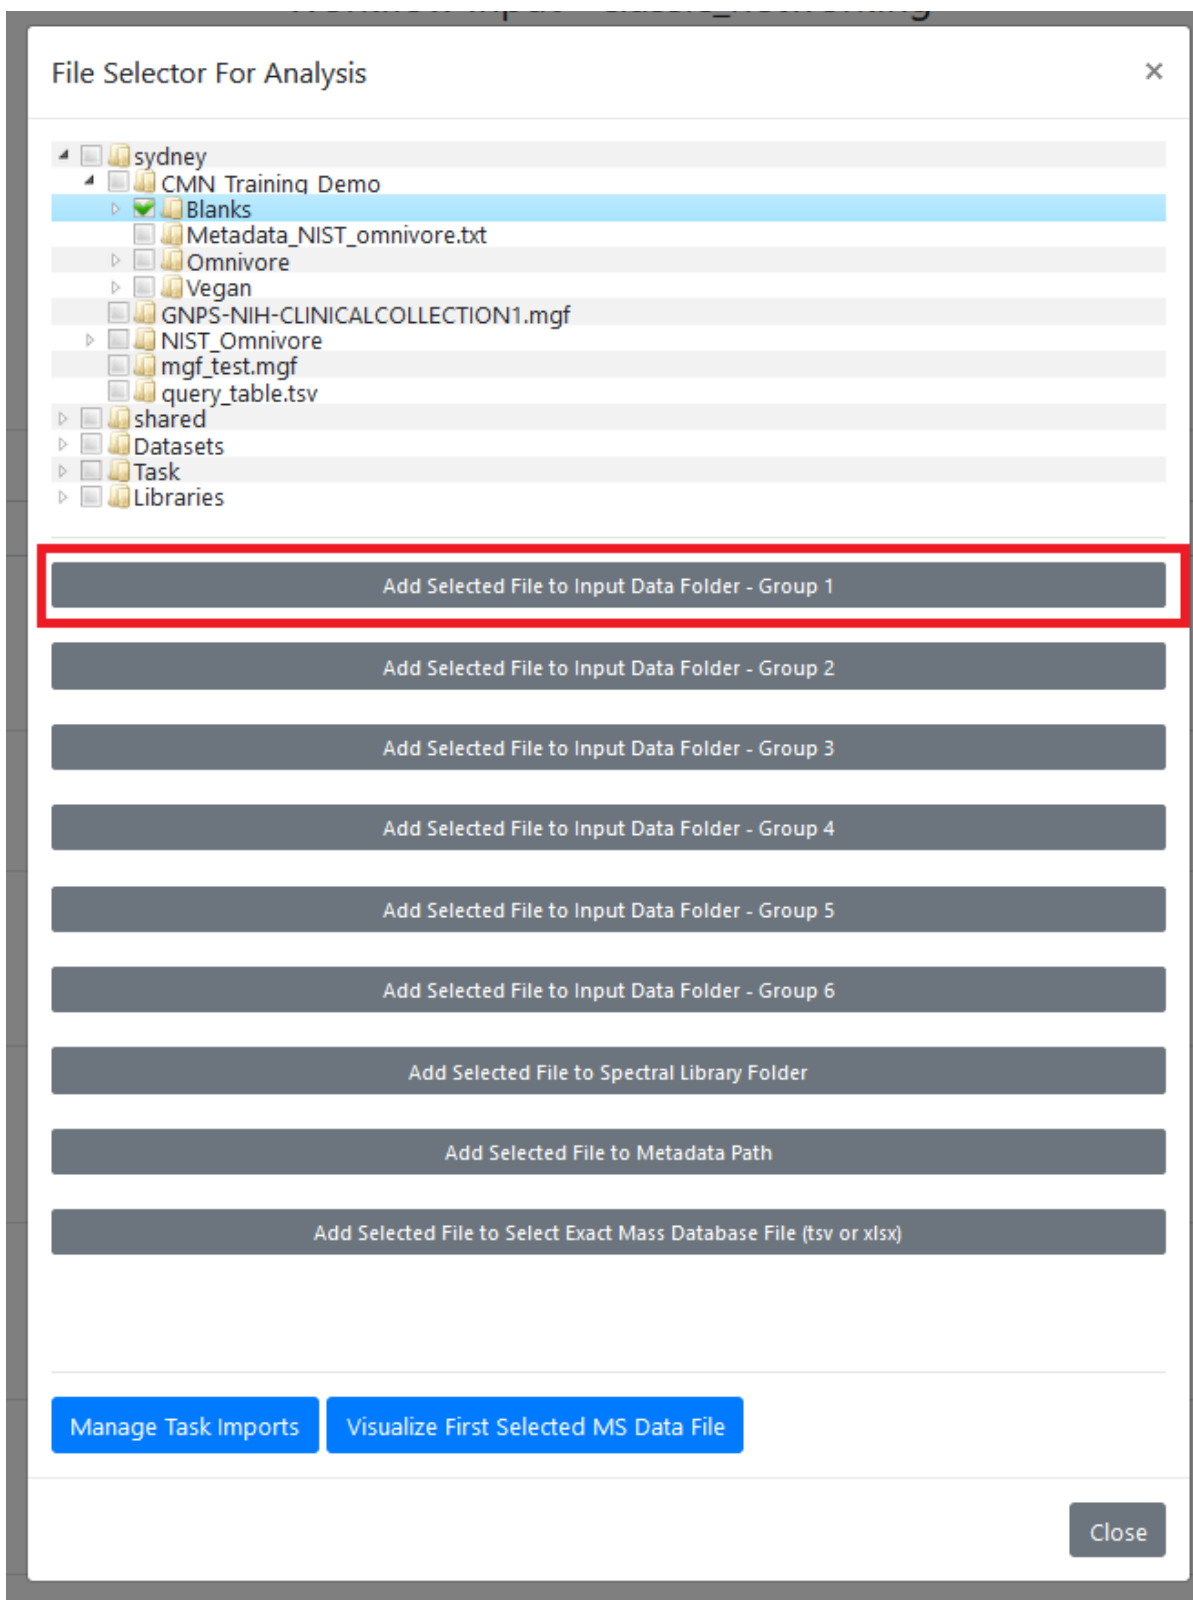 File Selector For Analysis
×
sydney
CMN Training Demo
Blanks
Metadata_NIST_omnivore.txt
Omnivore
Vegan
GNPS-NIH-CLINICALCOLLECTION1.mgf
NIST_Omnivore
mgf_test.mgf
query_table.tsv
shared
Datasets
Task
Libraries
Add Selected File to Input Data Folder - Group 1
Add Selected File to Input Data Folder - Group 2
Add Selected File to Input Data Folder - Group 3
Add Selected File to Input Data Folder - Group 4
Add Selected File to Input Data Folder - Group 5
Add Selected File to Input Data Folder - Group 6
Add Selected File to Spectral Library Folder
Add Selected File to Metadata Path
Add Selected File to Select Exact Mass Database File (tsv or xlsx)
Manage Task Imports
Visualize First Selected MS Data File
Close